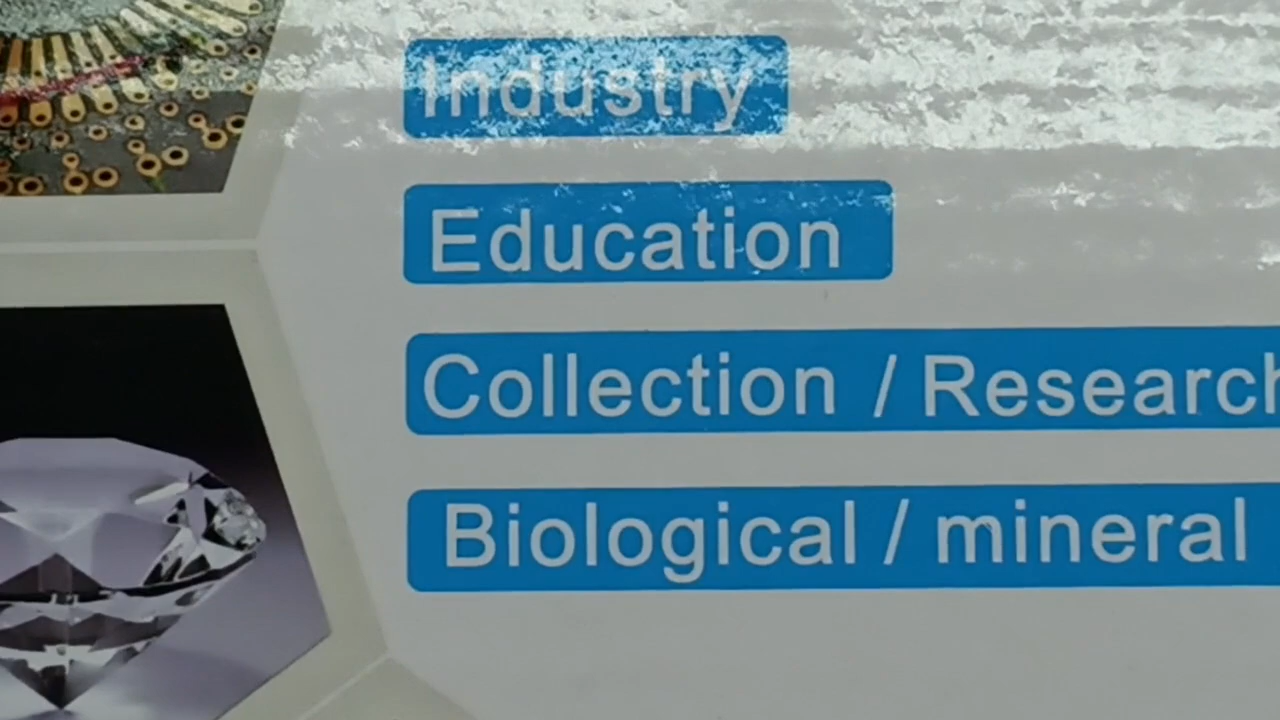 Industry
Education
Collection / Research
Biological / mineral